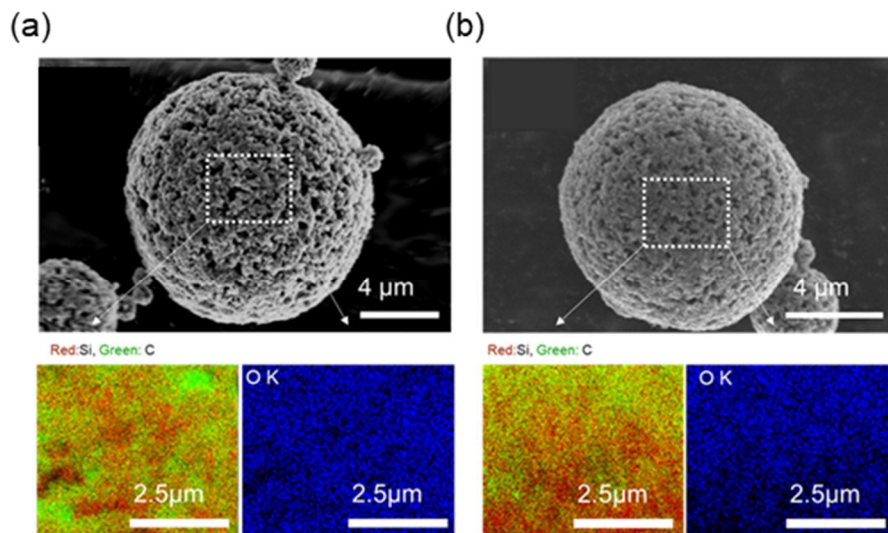 (a)
(b)
4 μm
4 μm
Red:Si, Green: C
Red:Si, Green: C
O K
O K
2.5μm
2.5μm
2.5μm
2.5μm